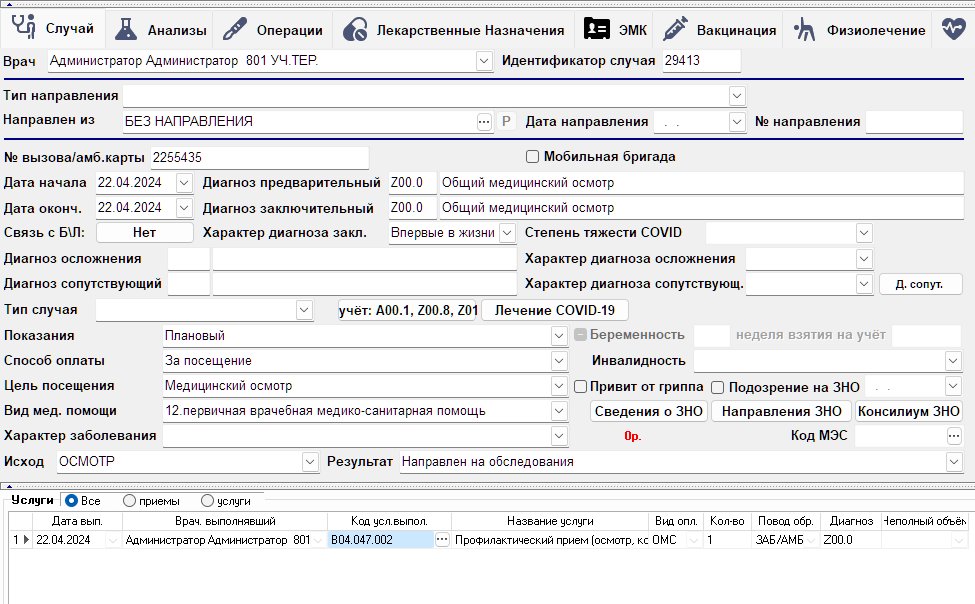 Случай Анализы Операции Лекарственные Назначения ЭМК Вакцинация Физиолечение
Врач Администратор Администратор 801 УЧ.ТЕР. Идентификатор случая 29413
Тип направления
Направлен из БЕЗ НАПРАВЛЕНИЯ ... Р Дата направления . . № направления
№ вызова/амб.карты 2255435 Мобильная бригада
Дата начала 22.04.2024 Диагноз предварительный Z00.0 Общий медицинский осмотр
Дата оконч. 22.04.2024 Диагноз заключительный Z00.0 Общий медицинский осмотр
Связь с Б\Л: Нет Характер диагноза закл. Впервые в жизни Степень тяжести COVID
Диагноз осложнения Характер диагноза осложнения
Диагноз сопутствующий Характер диагноза сопутствующ. Д. сопут.
Тип случая учёт: А00.1, Z00.8, Z01 Лечение COVID-19
Показания Плановый Беременность неделя взятия на учёт
Способ оплаты За посещение Инвалидность
Цель посещения Медицинский осмотр Привит от гриппа Подозрение на ЗНО . .
Вид мед. помощи 12.первичная врачебная медико-санитарная помощь Сведения о ЗНО Направления ЗНО Консилиум ЗНО
Характер заболевания 0р. Код МЭС ...
Исход ОСМОТР Результат Направлен на обследования
Услуги Все приемы услуги
Дата вып. Врач. выполнявший Код усл.выпол. Название услуги Вид опл. Кол-во Повод обр. Диагноз Неполный объём
1 22.04.2024 Администратор Администратор 801 B04.047.002 ... Профилактический прием (осмотр, ко ОМС 1 ЗАБ/АМБ Z00.0